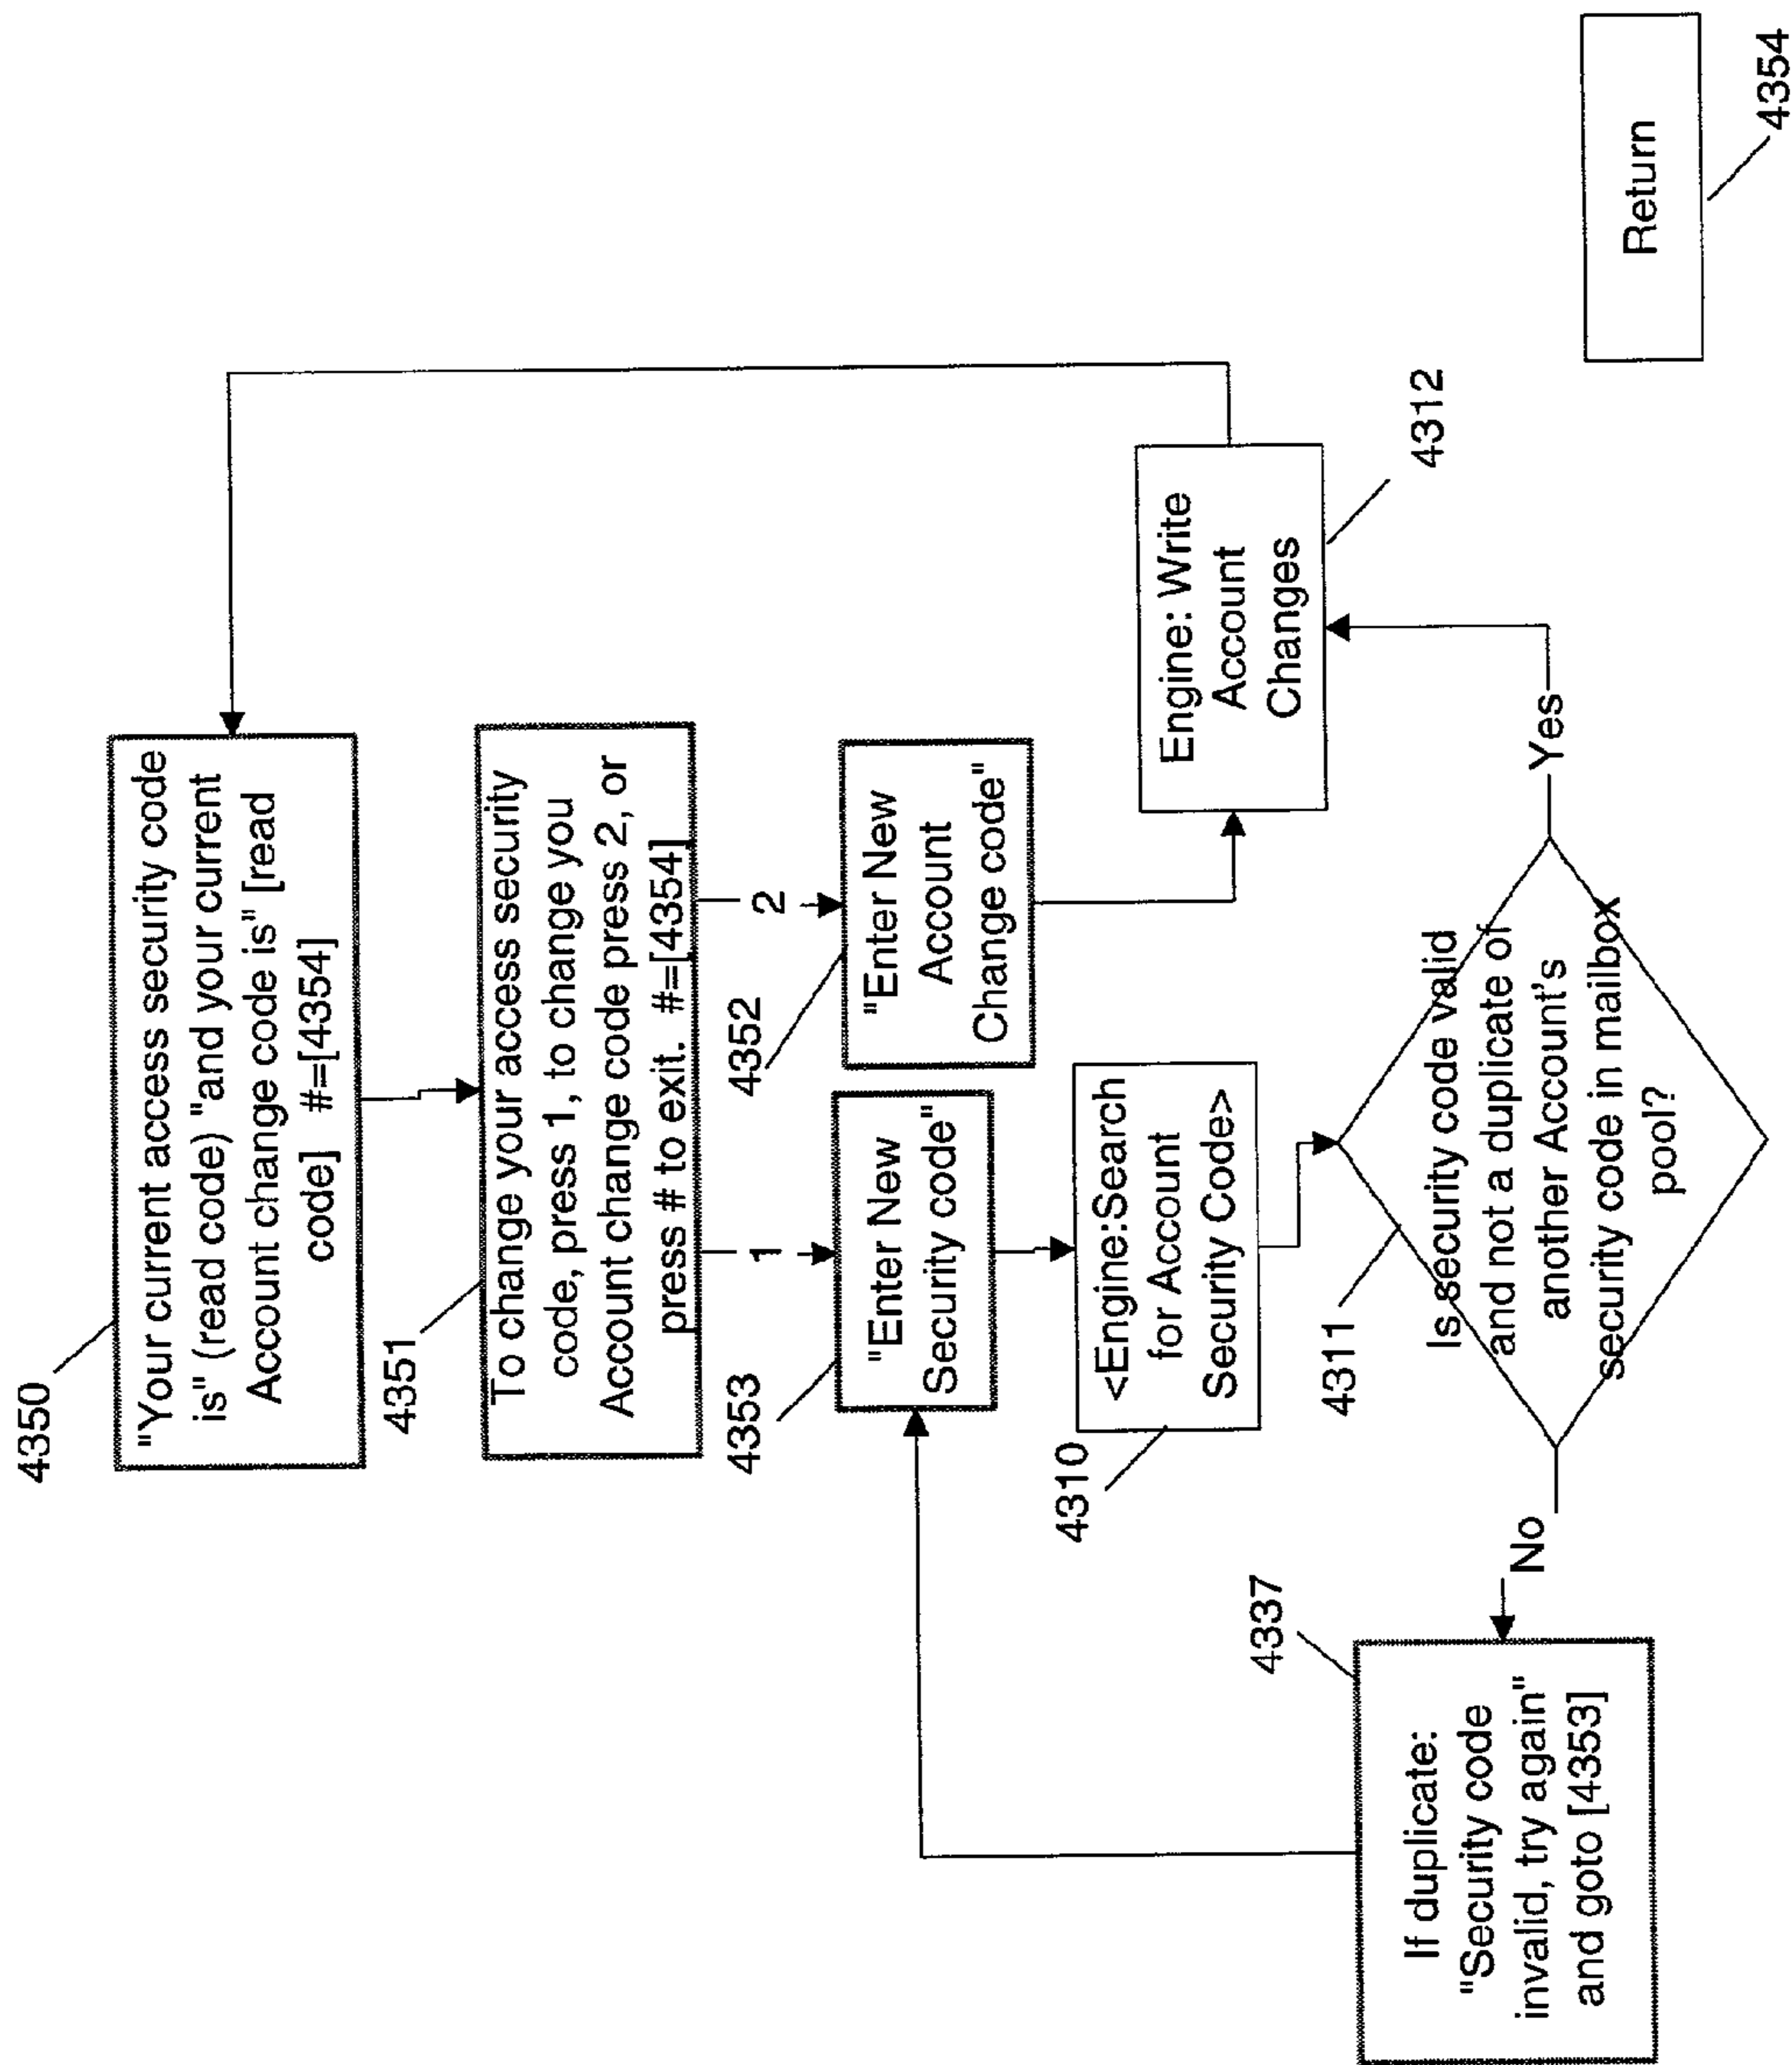 4350
"Your current access security code
is" (read code) "and your current
Account change code is" [read
code] #=[4354]
4351
To change your access security
code, press 1, to change you
Account change code press 2, or
press # to exit. #=[4354]
1
2
4353
"Enter New
Security code"
4352
"Enter New
Account
Change code"
4310
<Engine:Search
for Account
Security Code>
Engine: Write
Account
Changes
4312
4311
Is security code valid
and not a duplicate of
another Account's
security code in mailbox
pool?
No
Yes
4337
If duplicate:
"Security code
invalid, try again"
and goto [4353]
Return
4354